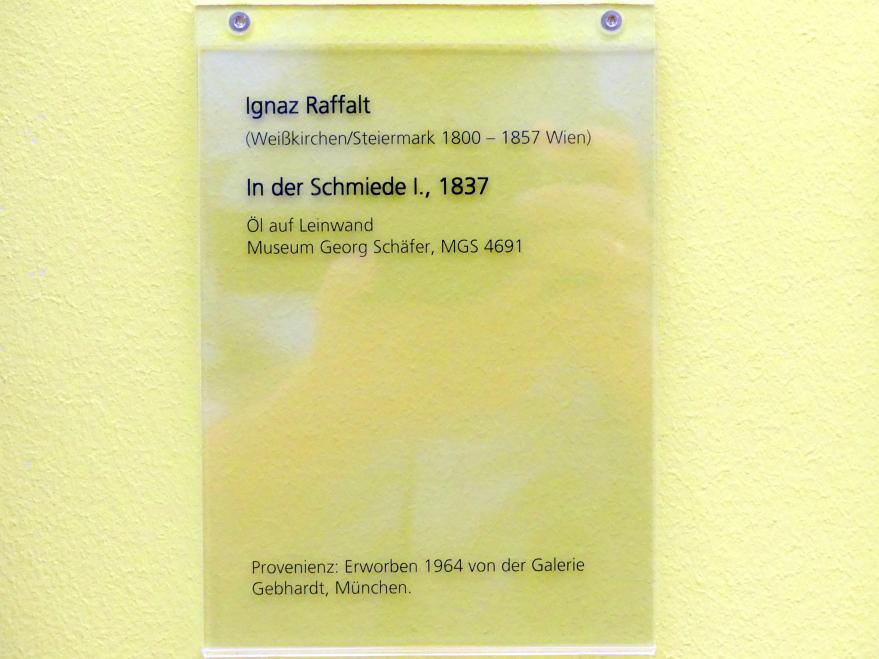 Ignaz Raffalt
(Weißkirchen/Steiermark 1800 – 1857 Wien)
In der Schmiede I., 1837
Öl auf Leinwand
Museum Georg Schäfer, MGS 4691
Provenienz: Erworben 1964 von der Galerie
Gebhardt, München.